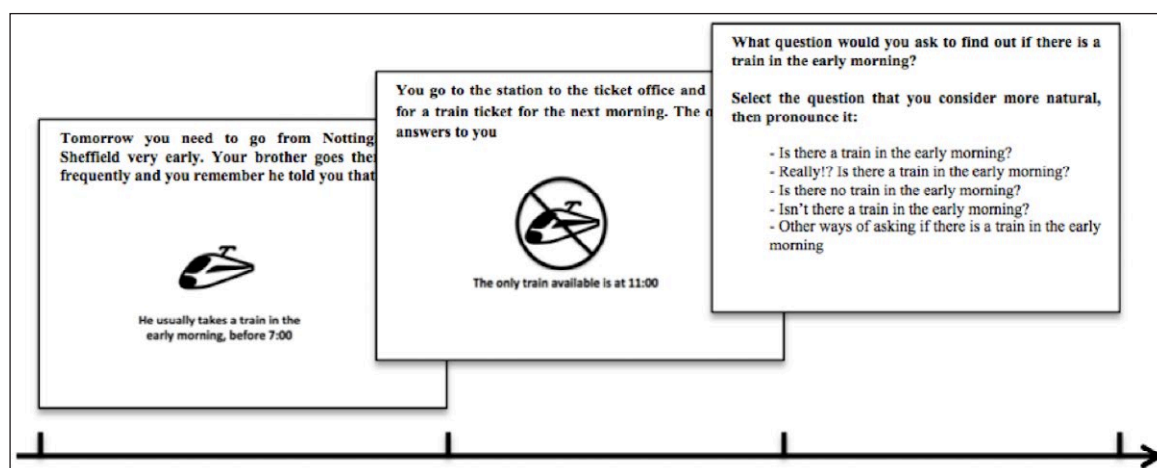 Tomorrow you need to go from
Sheffield very early. Your brother goes
frequently and you remember he told you that
He usually takes a train in the
early morning, before 7:00
You go to the station to the ticket office and
for a train ticket for the next morning. The
answers to you
The only train available is at 11:00
What question would you ask to find out if there is a
train in the early morning?
Select the question that you consider more natural,
then pronounce it:
- Is there a train in the early morning?
- Really!? Is there a train in the early morning?
- Is there no train in the early morning?
- Isn't there a train in the early morning?
- Other ways of asking if there is a train in the early
morning